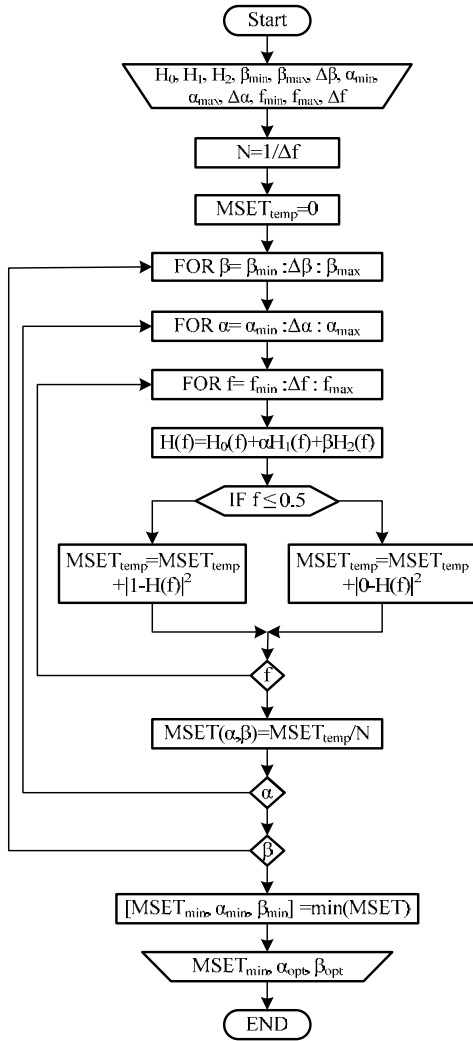 Start
H₀, H₁, H₂, βmin, βmax, Δβ, αmin,
αmax, Δα, fmin, fmax, Δf
N=1/Δf
MSETtemp=0
FOR β= βmin :Δβ : βmax
FOR α= αmin :Δα : αmax
FOR f= fmin :Δf : fmax
H(f)=H₀(f)+αH₁(f)+βH₂(f)
IF f ≤ 0.5
MSETtemp=MSETtemp
+|1-H(f)|²
MSETtemp=MSETtemp
+|0-H(f)|²
f
MSET(α,β)=MSETtemp/N
α
β
[MSETmin, αmin, βmin] =min(MSET)
MSETmin, αopt, βopt
END